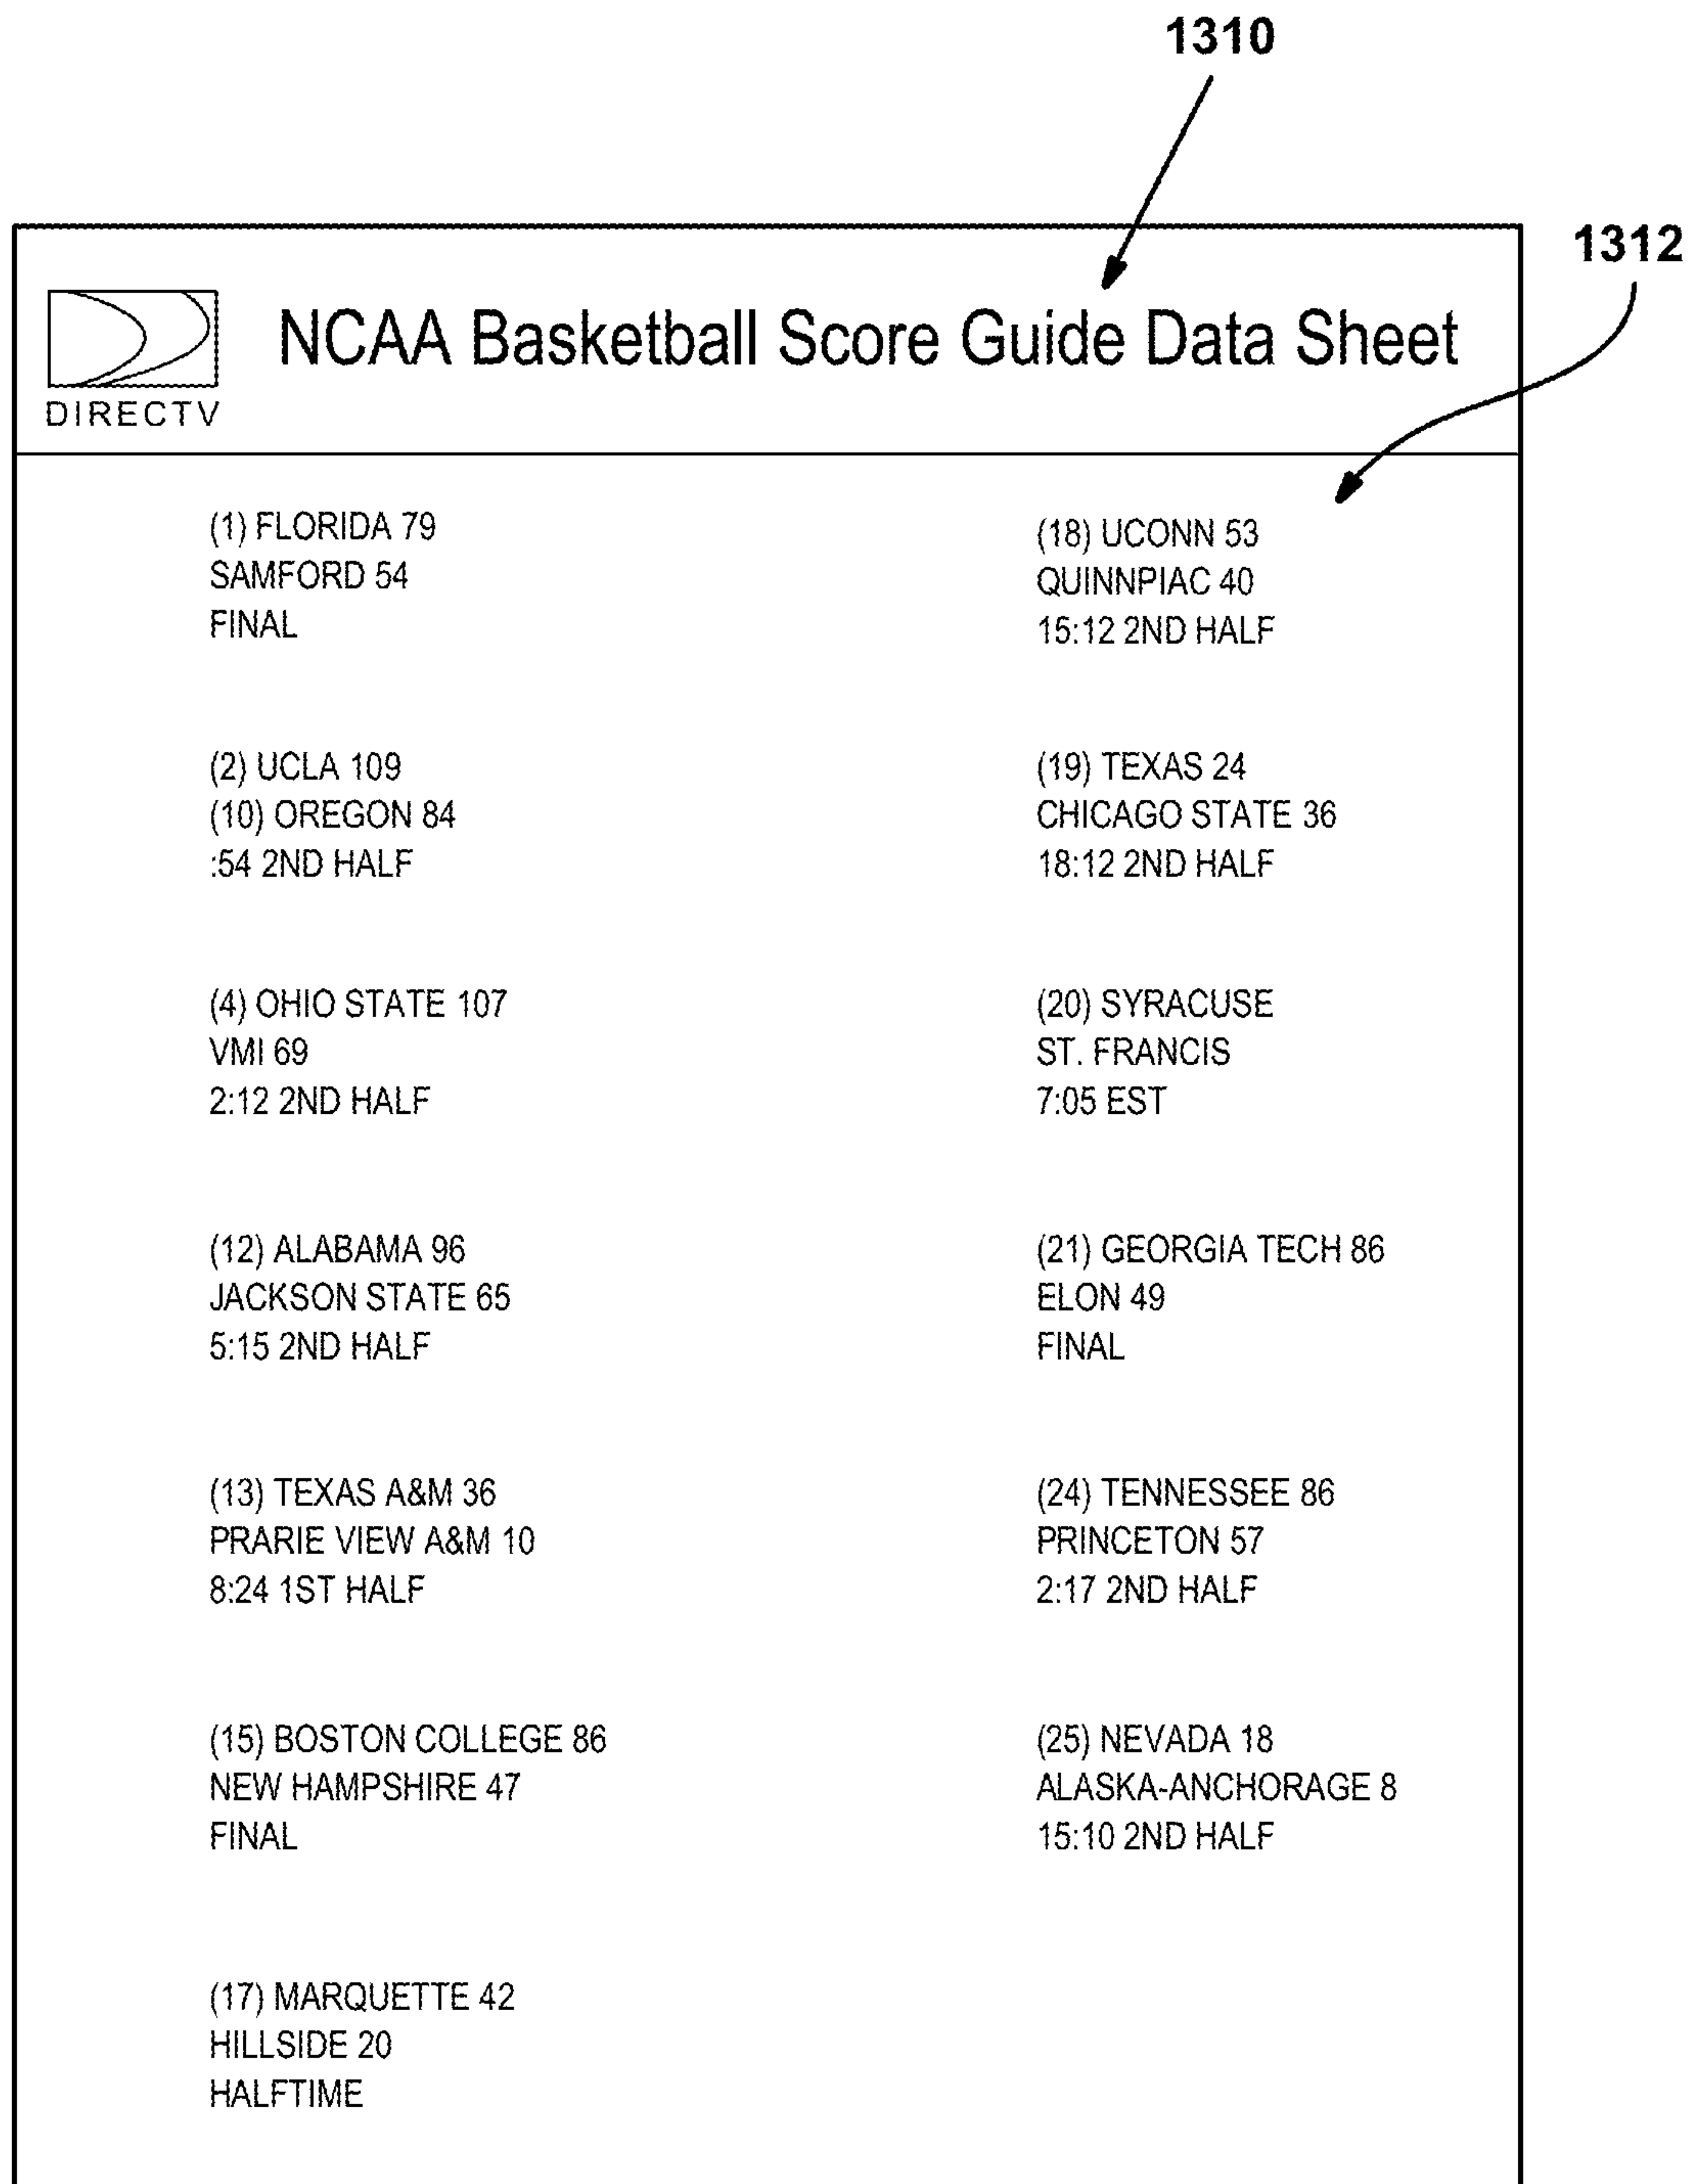 1310
1312
DIRECTV
NCAA Basketball Score Guide Data Sheet
(1) FLORIDA 79
SAMFORD 54
FINAL
(2) UCLA 109
(10) OREGON 84
:54 2ND HALF
(4) OHIO STATE 107
VMI 69
2:12 2ND HALF
(12) ALABAMA 96
JACKSON STATE 65
5:15 2ND HALF
(13) TEXAS A&M 36
PRARIE VIEW A&M 10
8:24 1ST HALF
(15) BOSTON COLLEGE 86
NEW HAMPSHIRE 47
FINAL
(17) MARQUETTE 42
HILLSIDE 20
HALFTIME
(18) UCONN 53
QUINNPIAC 40
15:12 2ND HALF
(19) TEXAS 24
CHICAGO STATE 36
18:12 2ND HALF
(20) SYRACUSE
ST. FRANCIS
7:05 EST
(21) GEORGIA TECH 86
ELON 49
FINAL
(24) TENNESSEE 86
PRINCETON 57
2:17 2ND HALF
(25) NEVADA 18
ALASKA-ANCHORAGE 8
15:10 2ND HALF